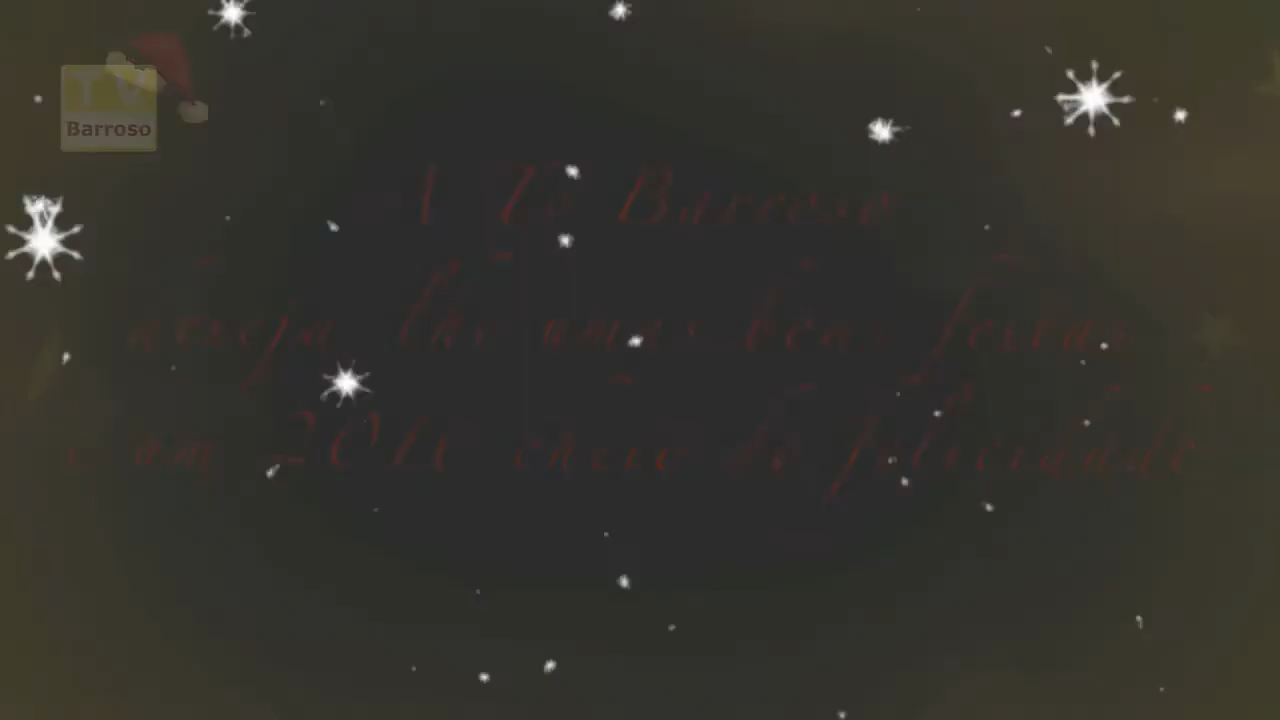 TV
Barroso
A Tv Barroso
deseja lhe umas boas festas
e um cheio de felicidade